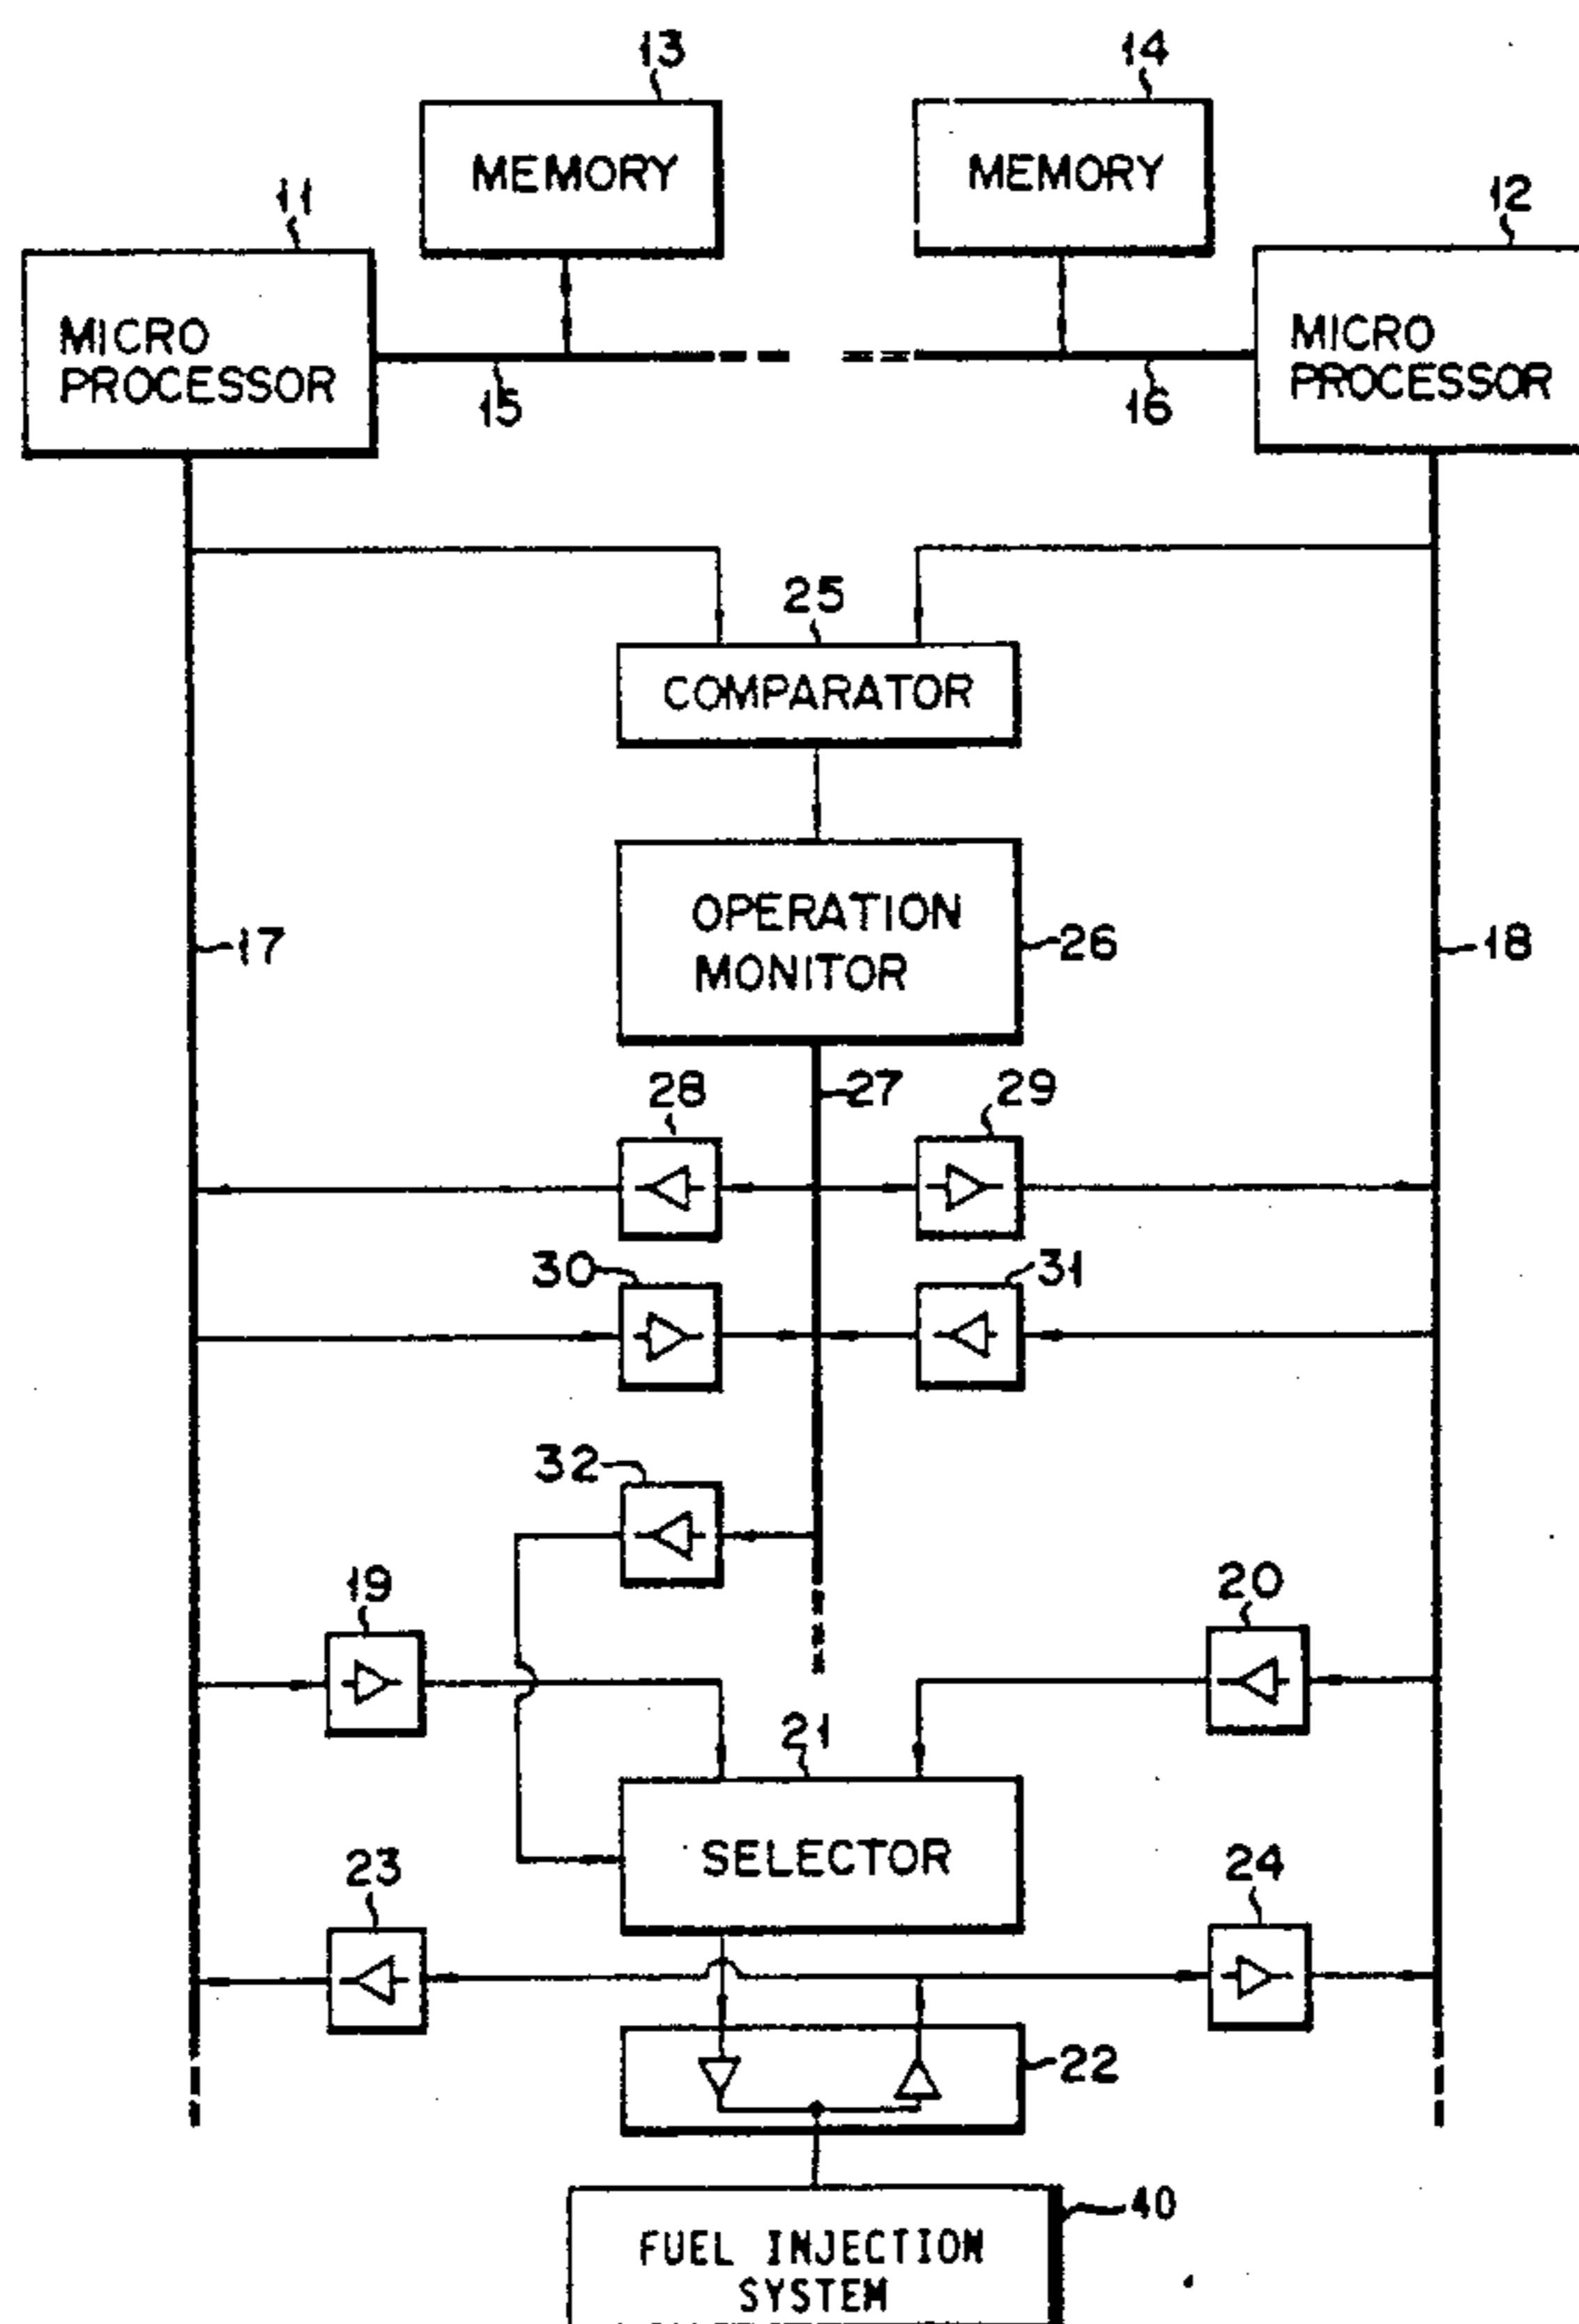 13
14
MEMORY
MEMORY
11
12
MICRO
PROCESSOR
MICRO
PROCESSOR
15
16
25
COMPARATOR
OPERATION
MONITOR
17
26
18
28
27
29
30
31
32
19
20
21
SELECTOR
23
24
22
40
FUEL INJECTION
SYSTEM